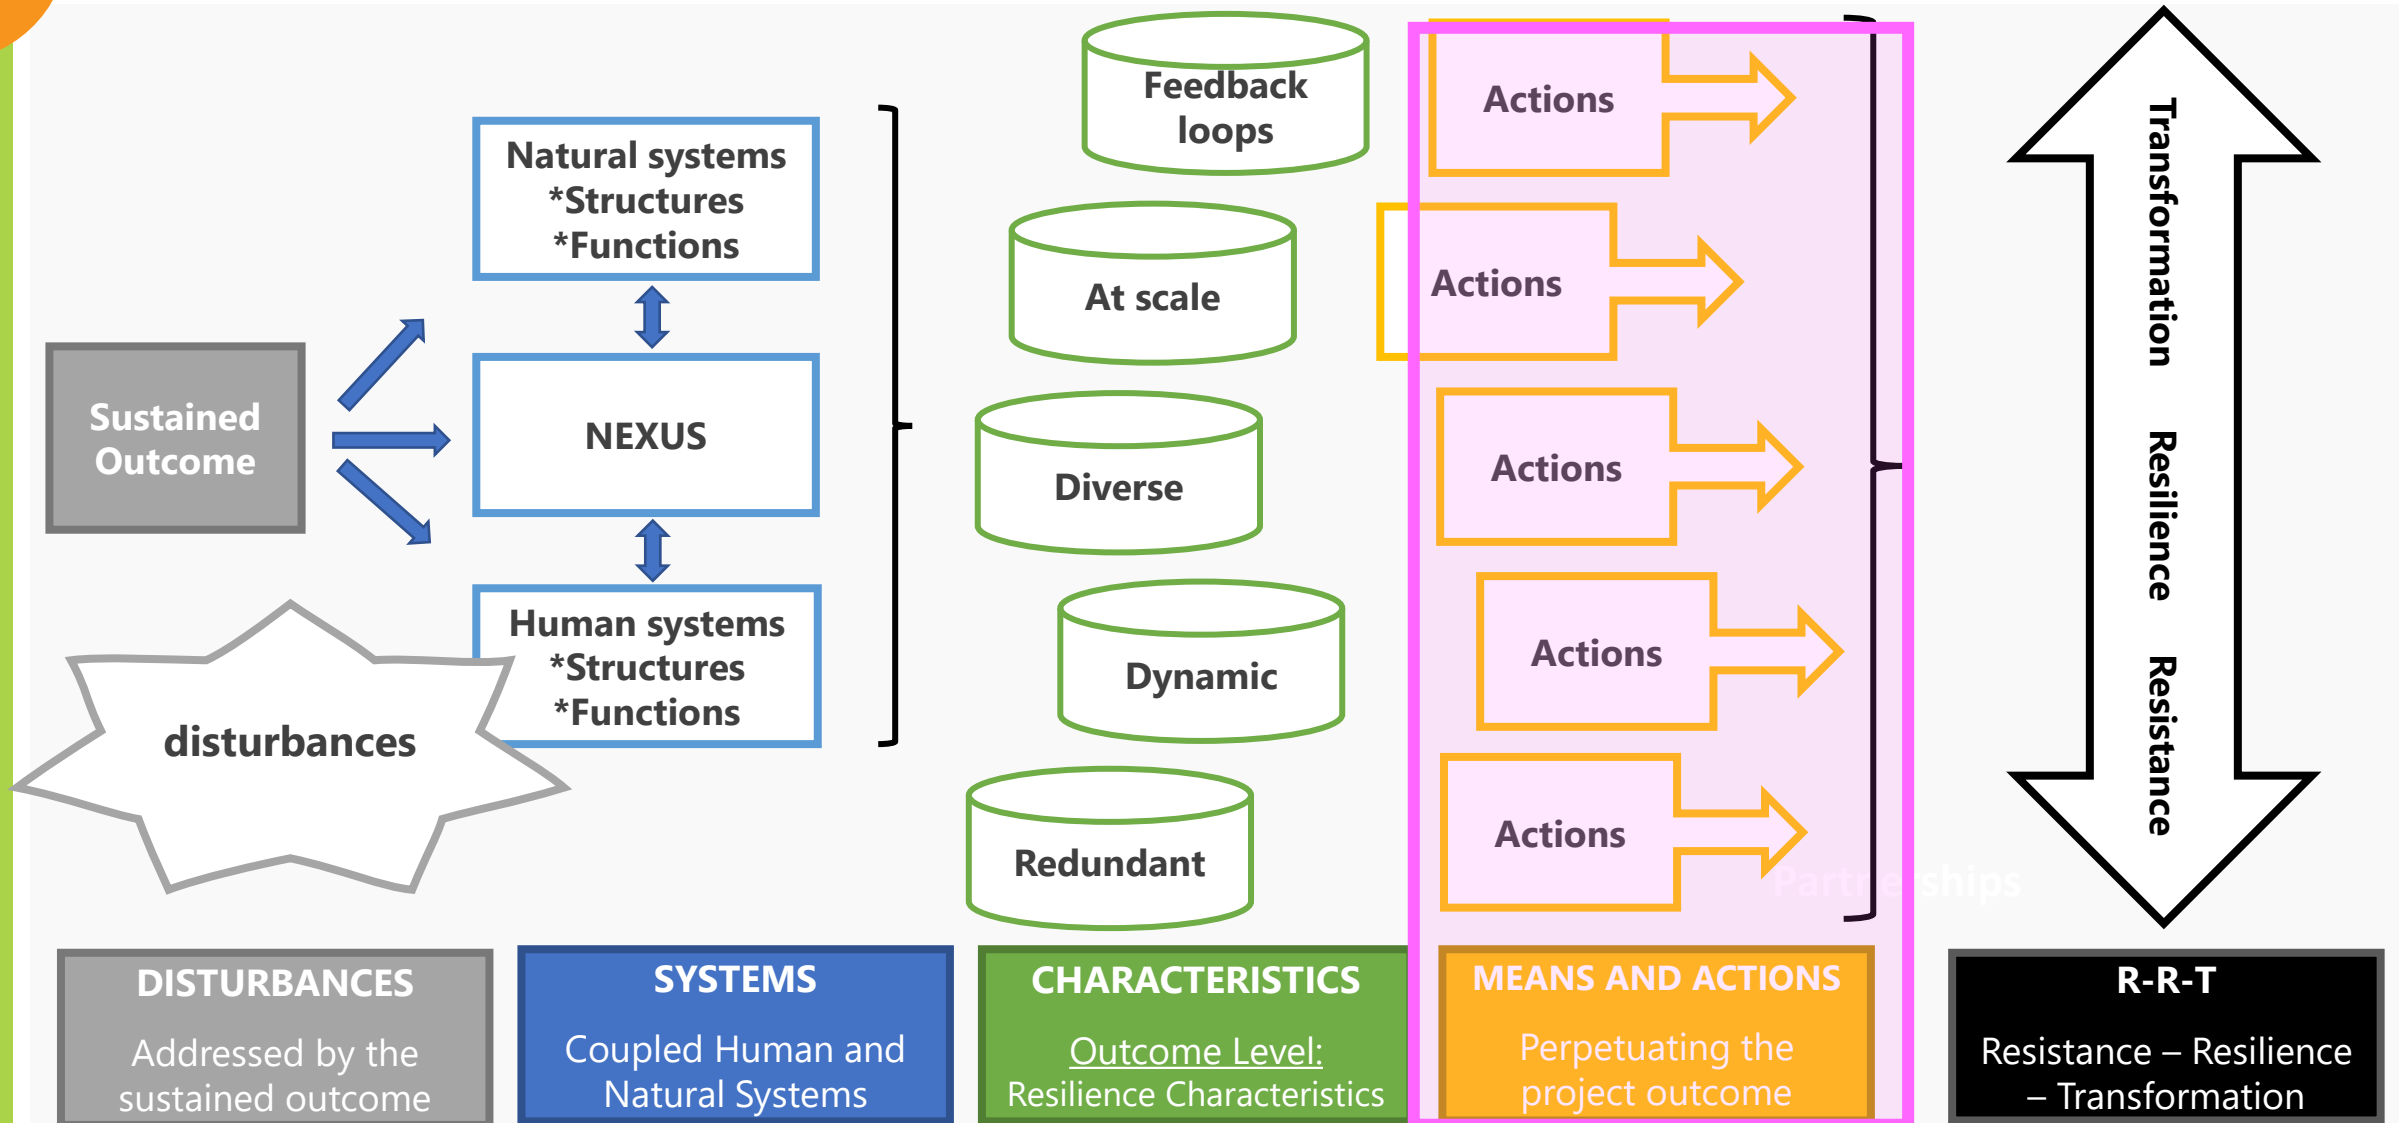 Sustained
Outcome
disturbances
Natural systems
*Structures
*Functions
NEXUS
Human systems
*Structures
*Functions
Feedback
loops
At scale
Diverse
Dynamic
Redundant
Actions
Actions
Actions
Actions
Actions
Partnerships
Transformation
Resilience
Resistance
DISTURBANCES
Addressed by the
sustained outcome
SYSTEMS
Coupled Human and
Natural Systems
CHARACTERISTICS
Outcome Level:
Resilience Characteristics
MEANS AND ACTIONS
Perpetuating the
project outcome
R-R-T
Resistance – Resilience
– Transformation